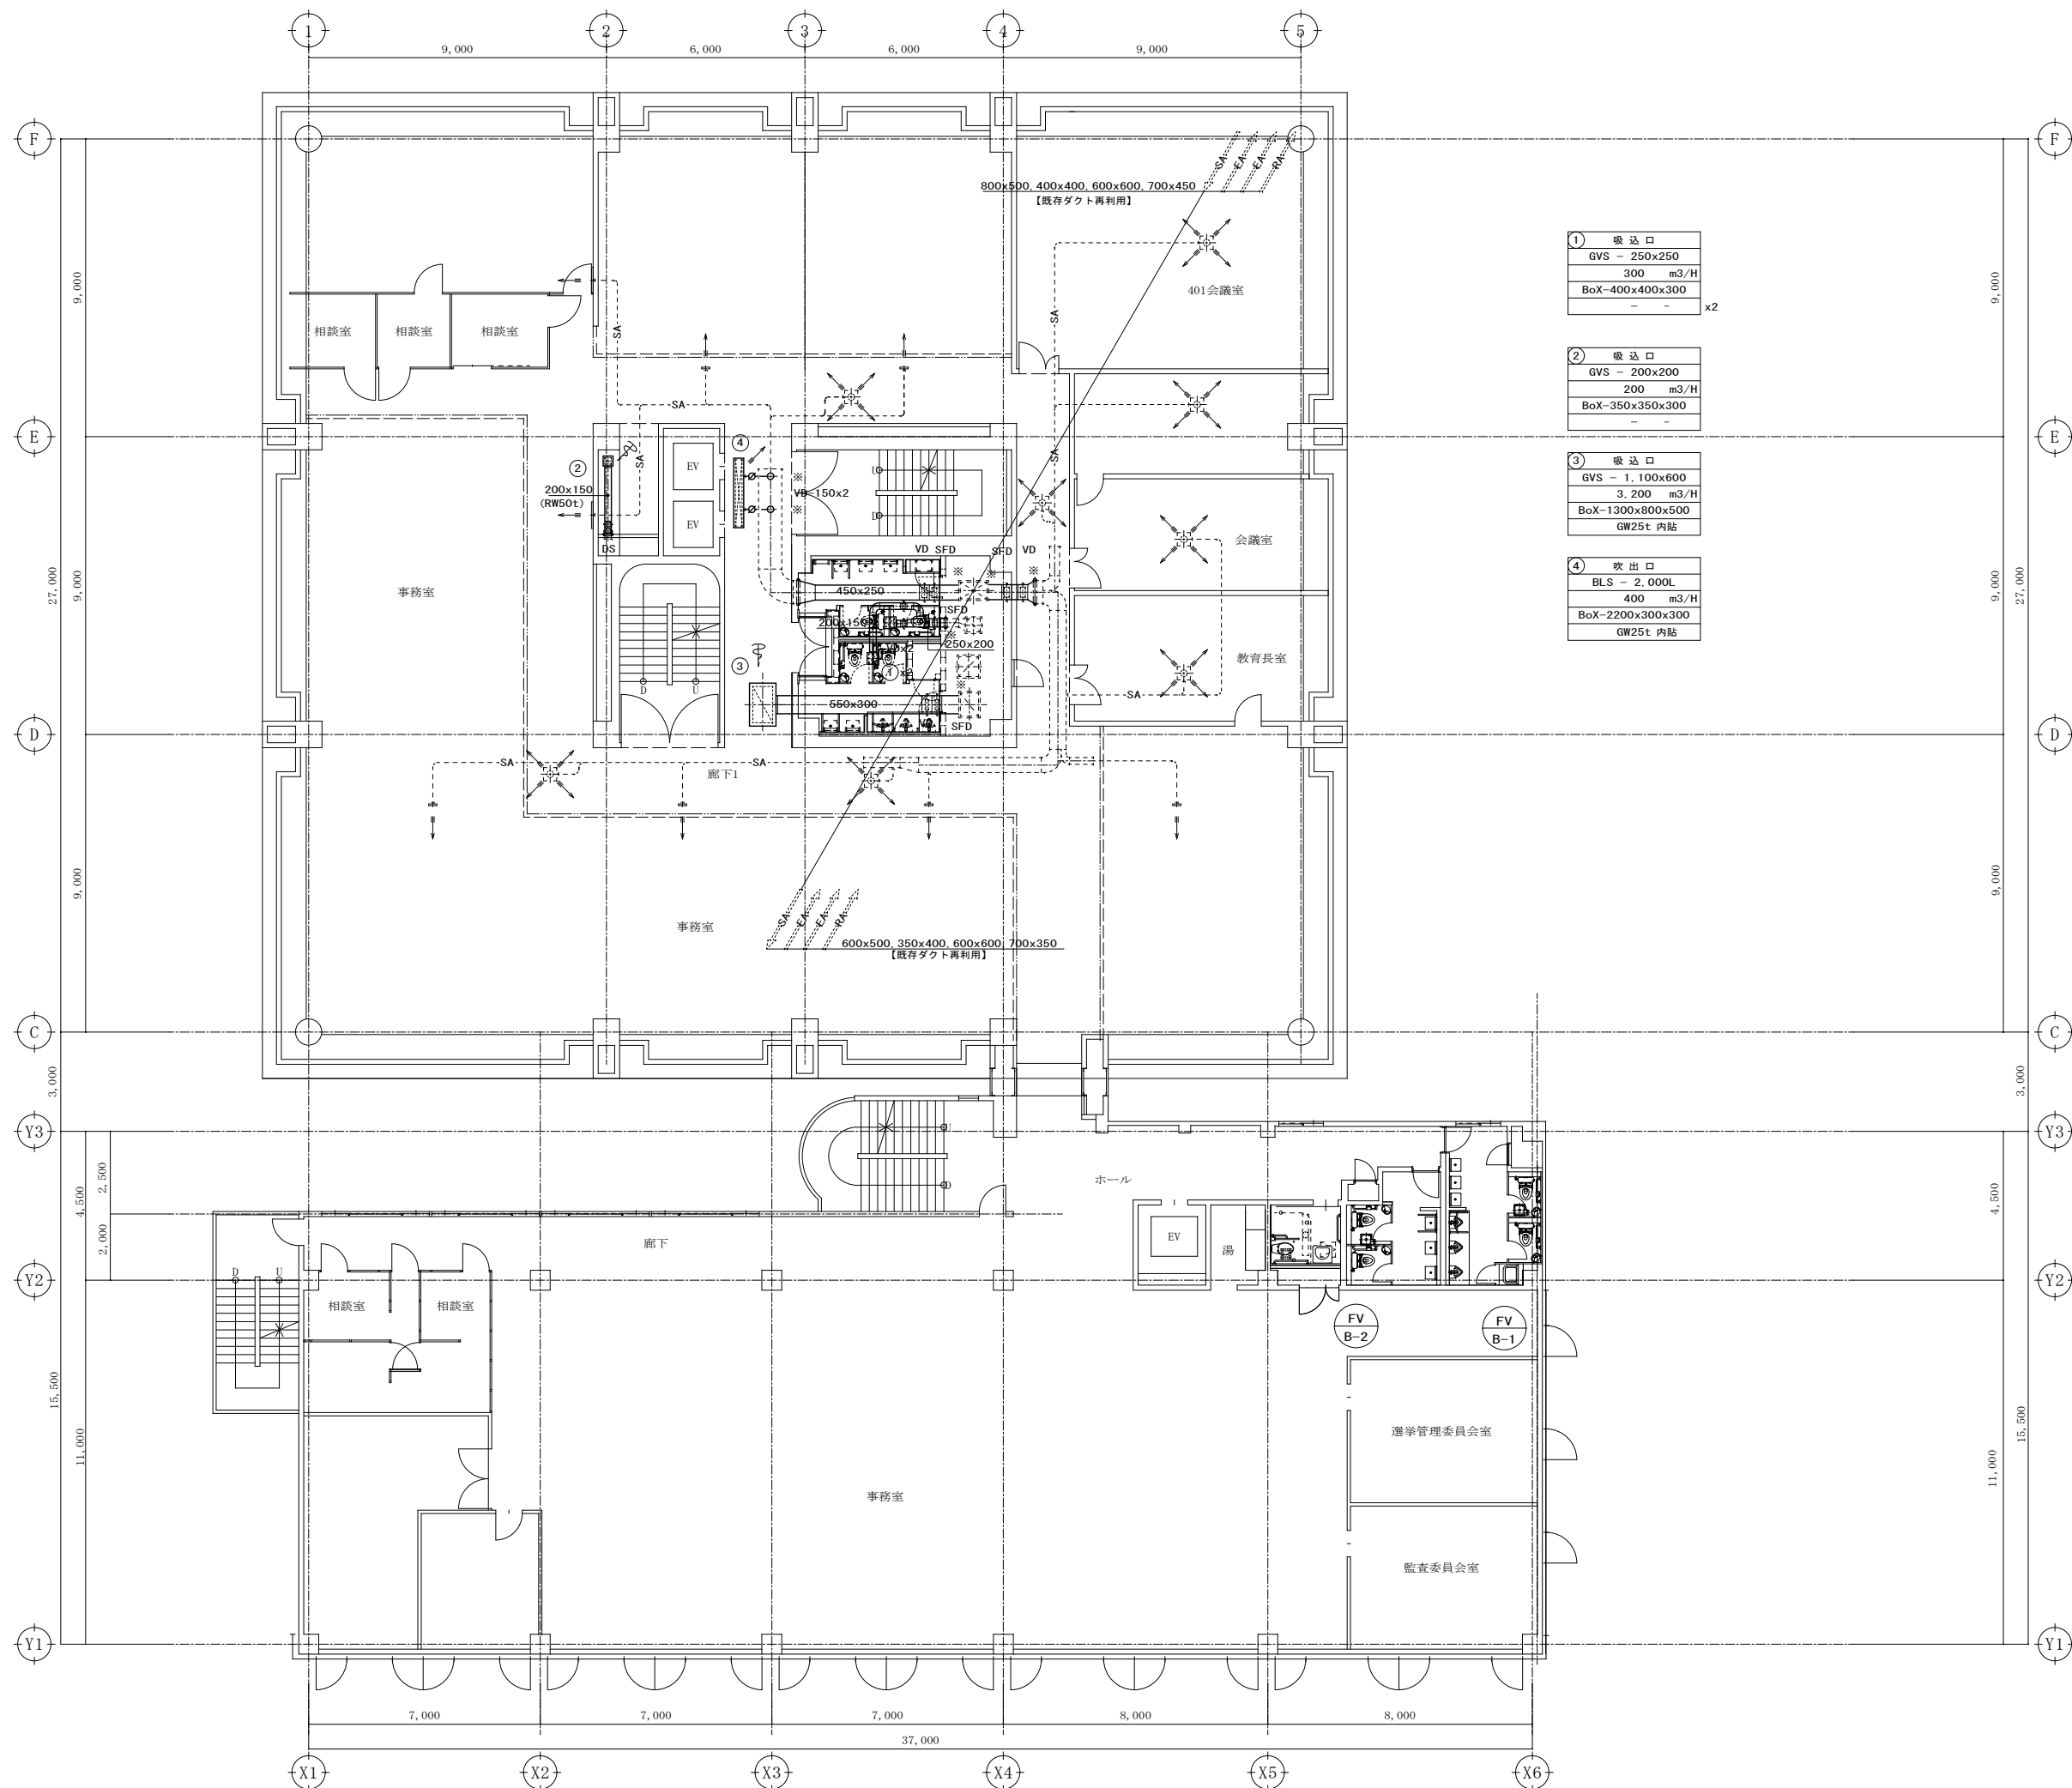 1 2 3 4 5
9,000 6,000 6,000 9,000
F F
SA EA EA RA
800x500, 400x400, 600x600, 700x450
【既存ダクト再利用】
① 吸 込 口
GVS - 250x250
300 m3/H
BoX-400x400x300
- -
x2
9,000 9,000
401会議室
相談室 相談室 相談室
SA
SA
② 吸 込 口
GVS - 200x200
200 m3/H
BoX-350x350x300
- -
SA
E E
④
EV
U
SA
SA
②
200x150
(RW50t)
※
VD-150x2
※
EV
D
DS
③ 吸 込 口
GVS - 1,100x600
3,200 m3/H
BoX-1300x800x500
GW25t 内貼
会議室
VD SFD SFD VD
※ ※ ※
④ 吹 出 口
BLS - 2,000L
400 m3/H
BoX-2200x300x300
GW25t 内貼
27,000 9,000 9,000 27,000
事務室
450x250
SFD
200x150
※
250x200
③
①
※
教育長室
D U
SA
550x300
VD
SFD
D D
SA SA
廊下1
9,000 9,000
SA EA EA RA
事務室
600x500, 350x400, 600x600, 700x350
【既存ダクト再利用】
C C
3,000 3,000
Y3 Y3
U
2,500
4,500 4,500
ホール
D
2,000
廊下
EV
湯
Y2 Y2
D U
相談室 相談室
FV
B-2
FV
B-1
15,500 15,500
11,000 11,000
選挙管理委員会室
事務室
監査委員会室
Y1 Y1
7,000 7,000 7,000 8,000 8,000
37,000
X1 X2 X3 X4 X5 X6